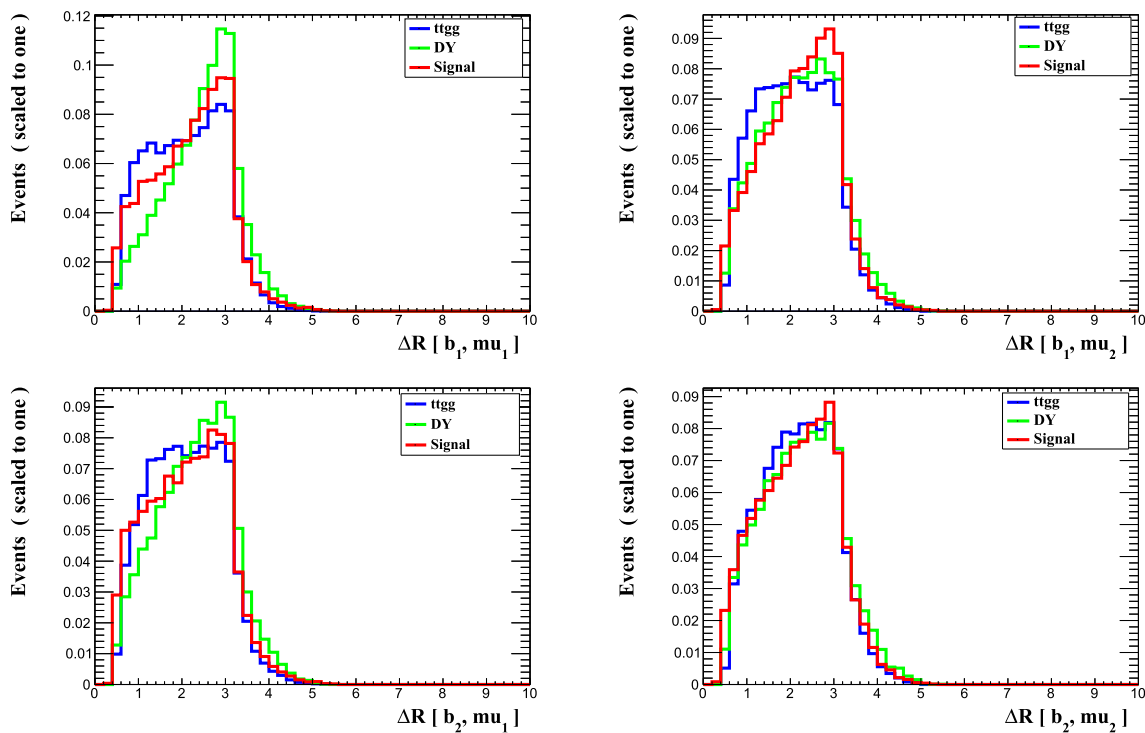 Events ( scaled to one )
0.12
0.1
0.08
0.06
0.04
0.02
0
ttgg
DY
Signal
0 1 2 3 4 5 6 7 8 9 10
ΔR [ b1, mu1 ]
Events ( scaled to one )
0.09
0.08
0.07
0.06
0.05
0.04
0.03
0.02
0.01
0
ttgg
DY
Signal
0 1 2 3 4 5 6 7 8 9 10
ΔR [ b1, mu2 ]
Events ( scaled to one )
0.09
0.08
0.07
0.06
0.05
0.04
0.03
0.02
0.01
0
ttgg
DY
Signal
0 1 2 3 4 5 6 7 8 9 10
ΔR [ b2, mu1 ]
Events ( scaled to one )
0.09
0.08
0.07
0.06
0.05
0.04
0.03
0.02
0.01
0
ttgg
DY
Signal
0 1 2 3 4 5 6 7 8 9 10
ΔR [ b2, mu2 ]